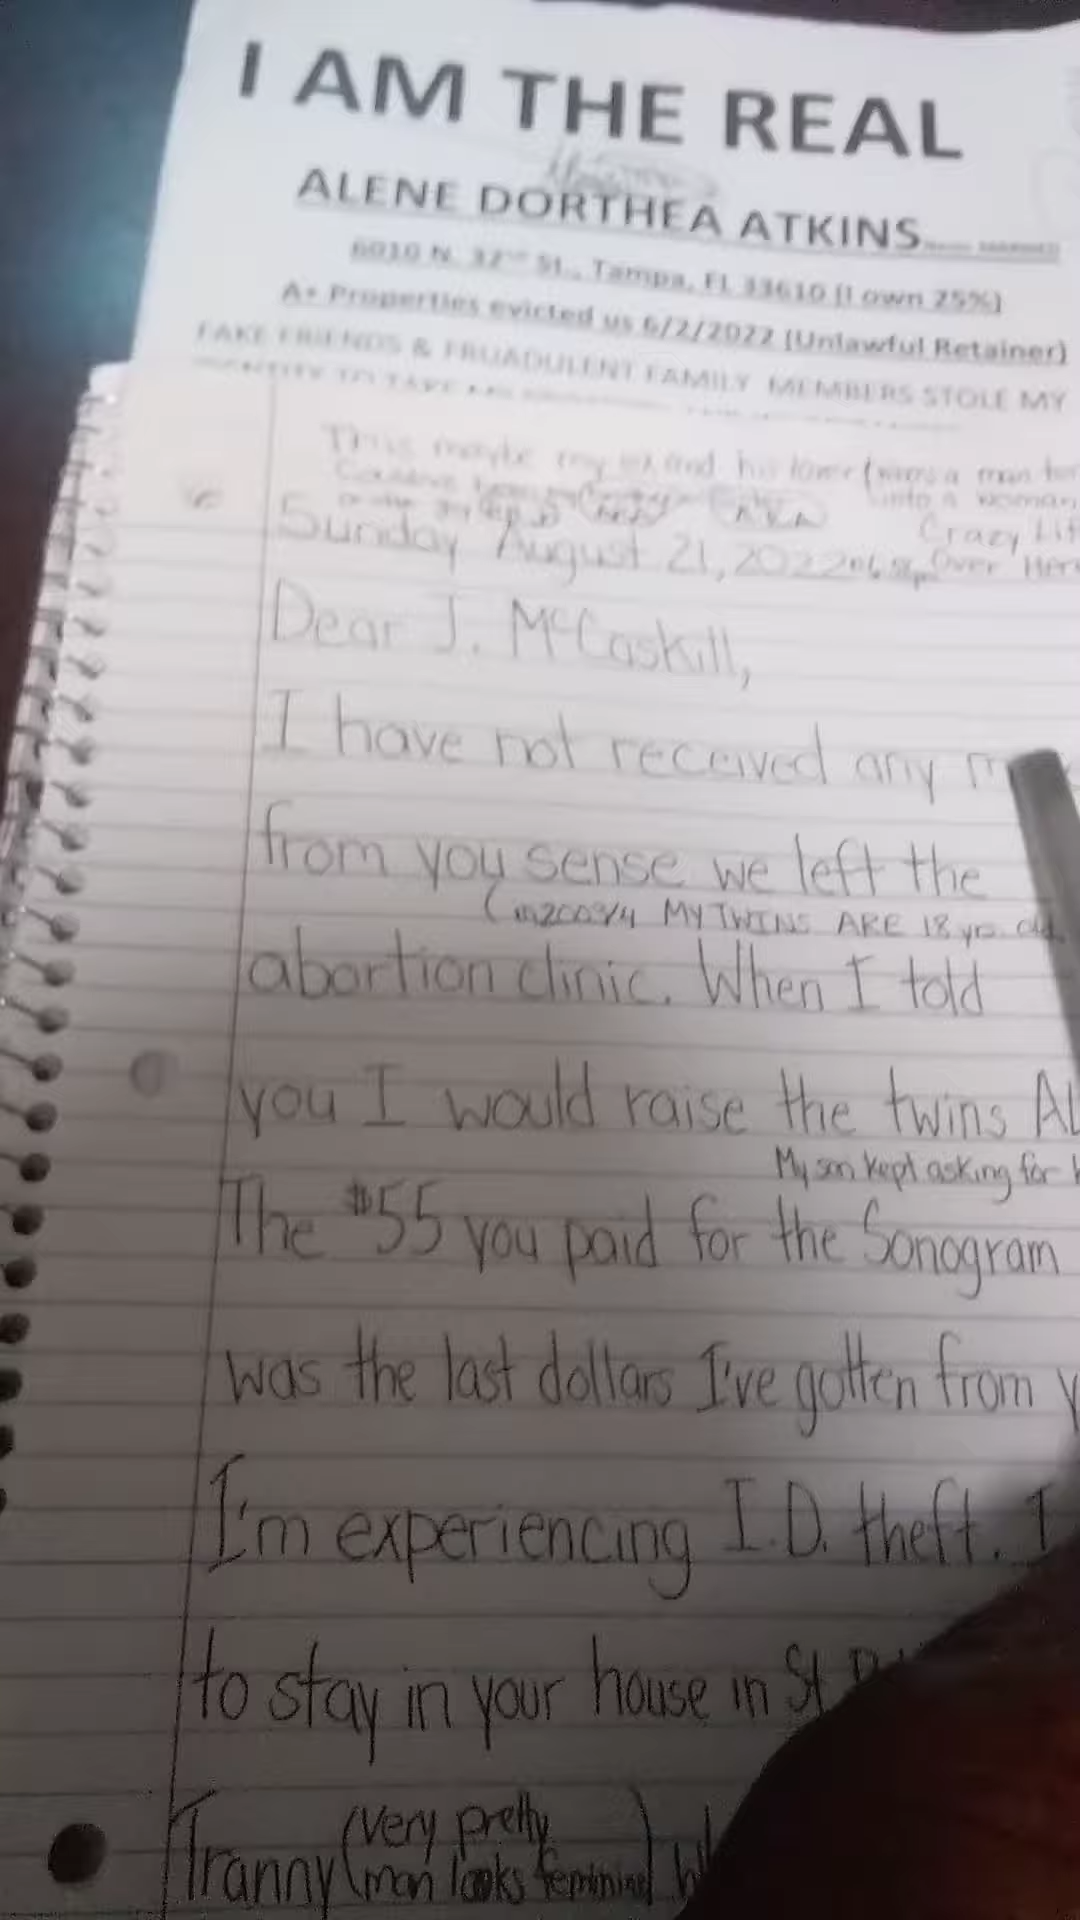 I AM THE REAL
ALENE DORTHEA ATKINS
6010 N. 32ⁿᵈ St., Tampa, FL 33610 (I own 25%)
A+ Properties evicted us 6/2/2022 (Unlawful Retainer)
FAKE FRIENDS & FRUADULENT FAMILY MEMBERS STOLE MY
This maybe my ex and his lover (was a man
into a woman
Crazy
Sunday August 21, 2022 Over
Dear J. McCaskill,
I have not received any
from you sense we left the
MY TWINS ARE 18 yrs. old
abortion clinic. When I told
you I would raise the twins
My son kept asking for
The $55 you paid for the Sonogram
was the last dollars I've gotten from
I'm experiencing I.D. theft. I
to stay in your house in St
(very pretty
Tranny (man looks feminine)